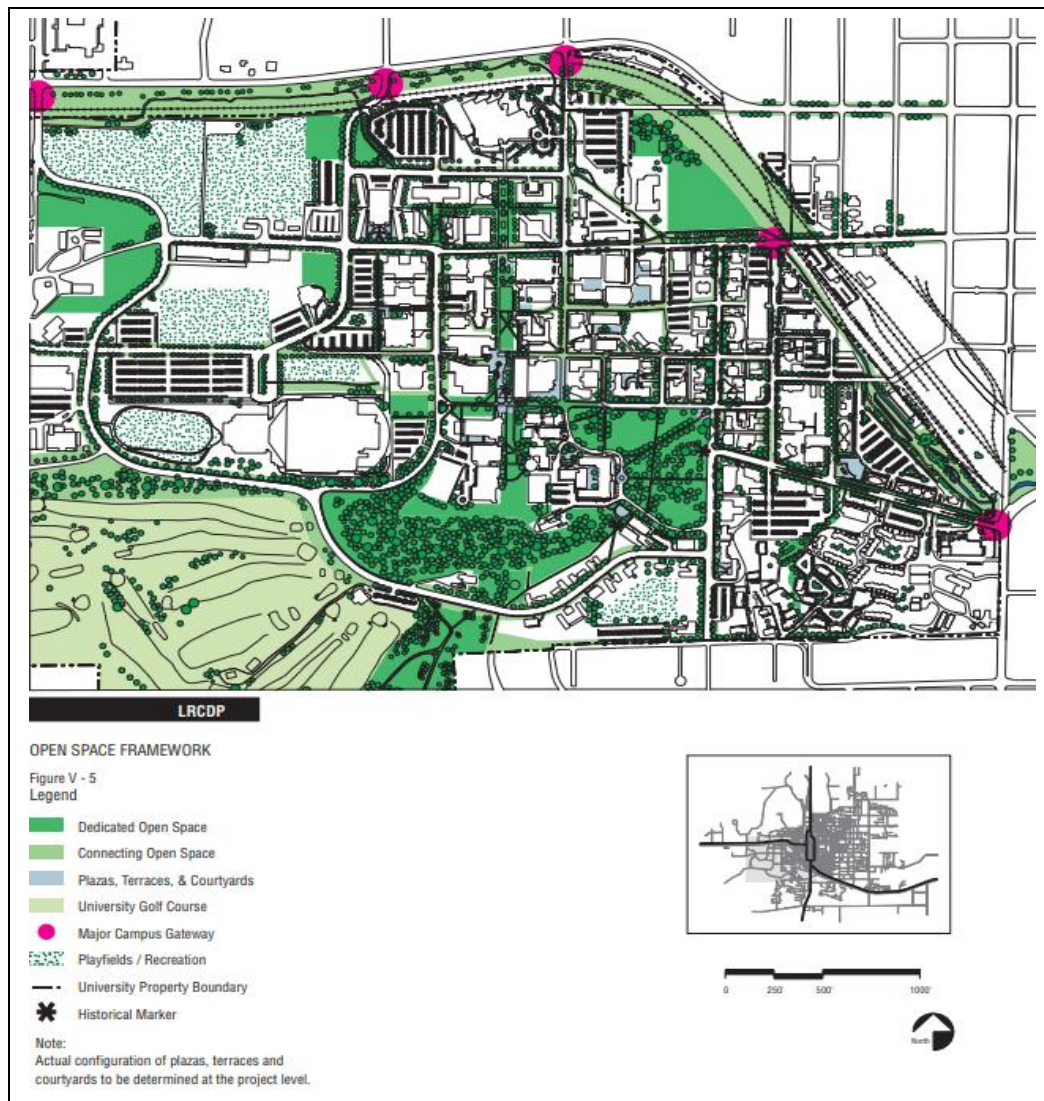 LRCDP
OPEN SPACE FRAMEWORK
Figure V - 5
Legend
Dedicated Open Space
Connecting Open Space
Plazas, Terraces, & Courtyards
University Golf Course
Major Campus Gateway
Playfields / Recreation
University Property Boundary
Historical Marker
Note:
Actual configuration of plazas, terraces and
courtyards to be determined at the project level.
0 250' 500' 1000'
North